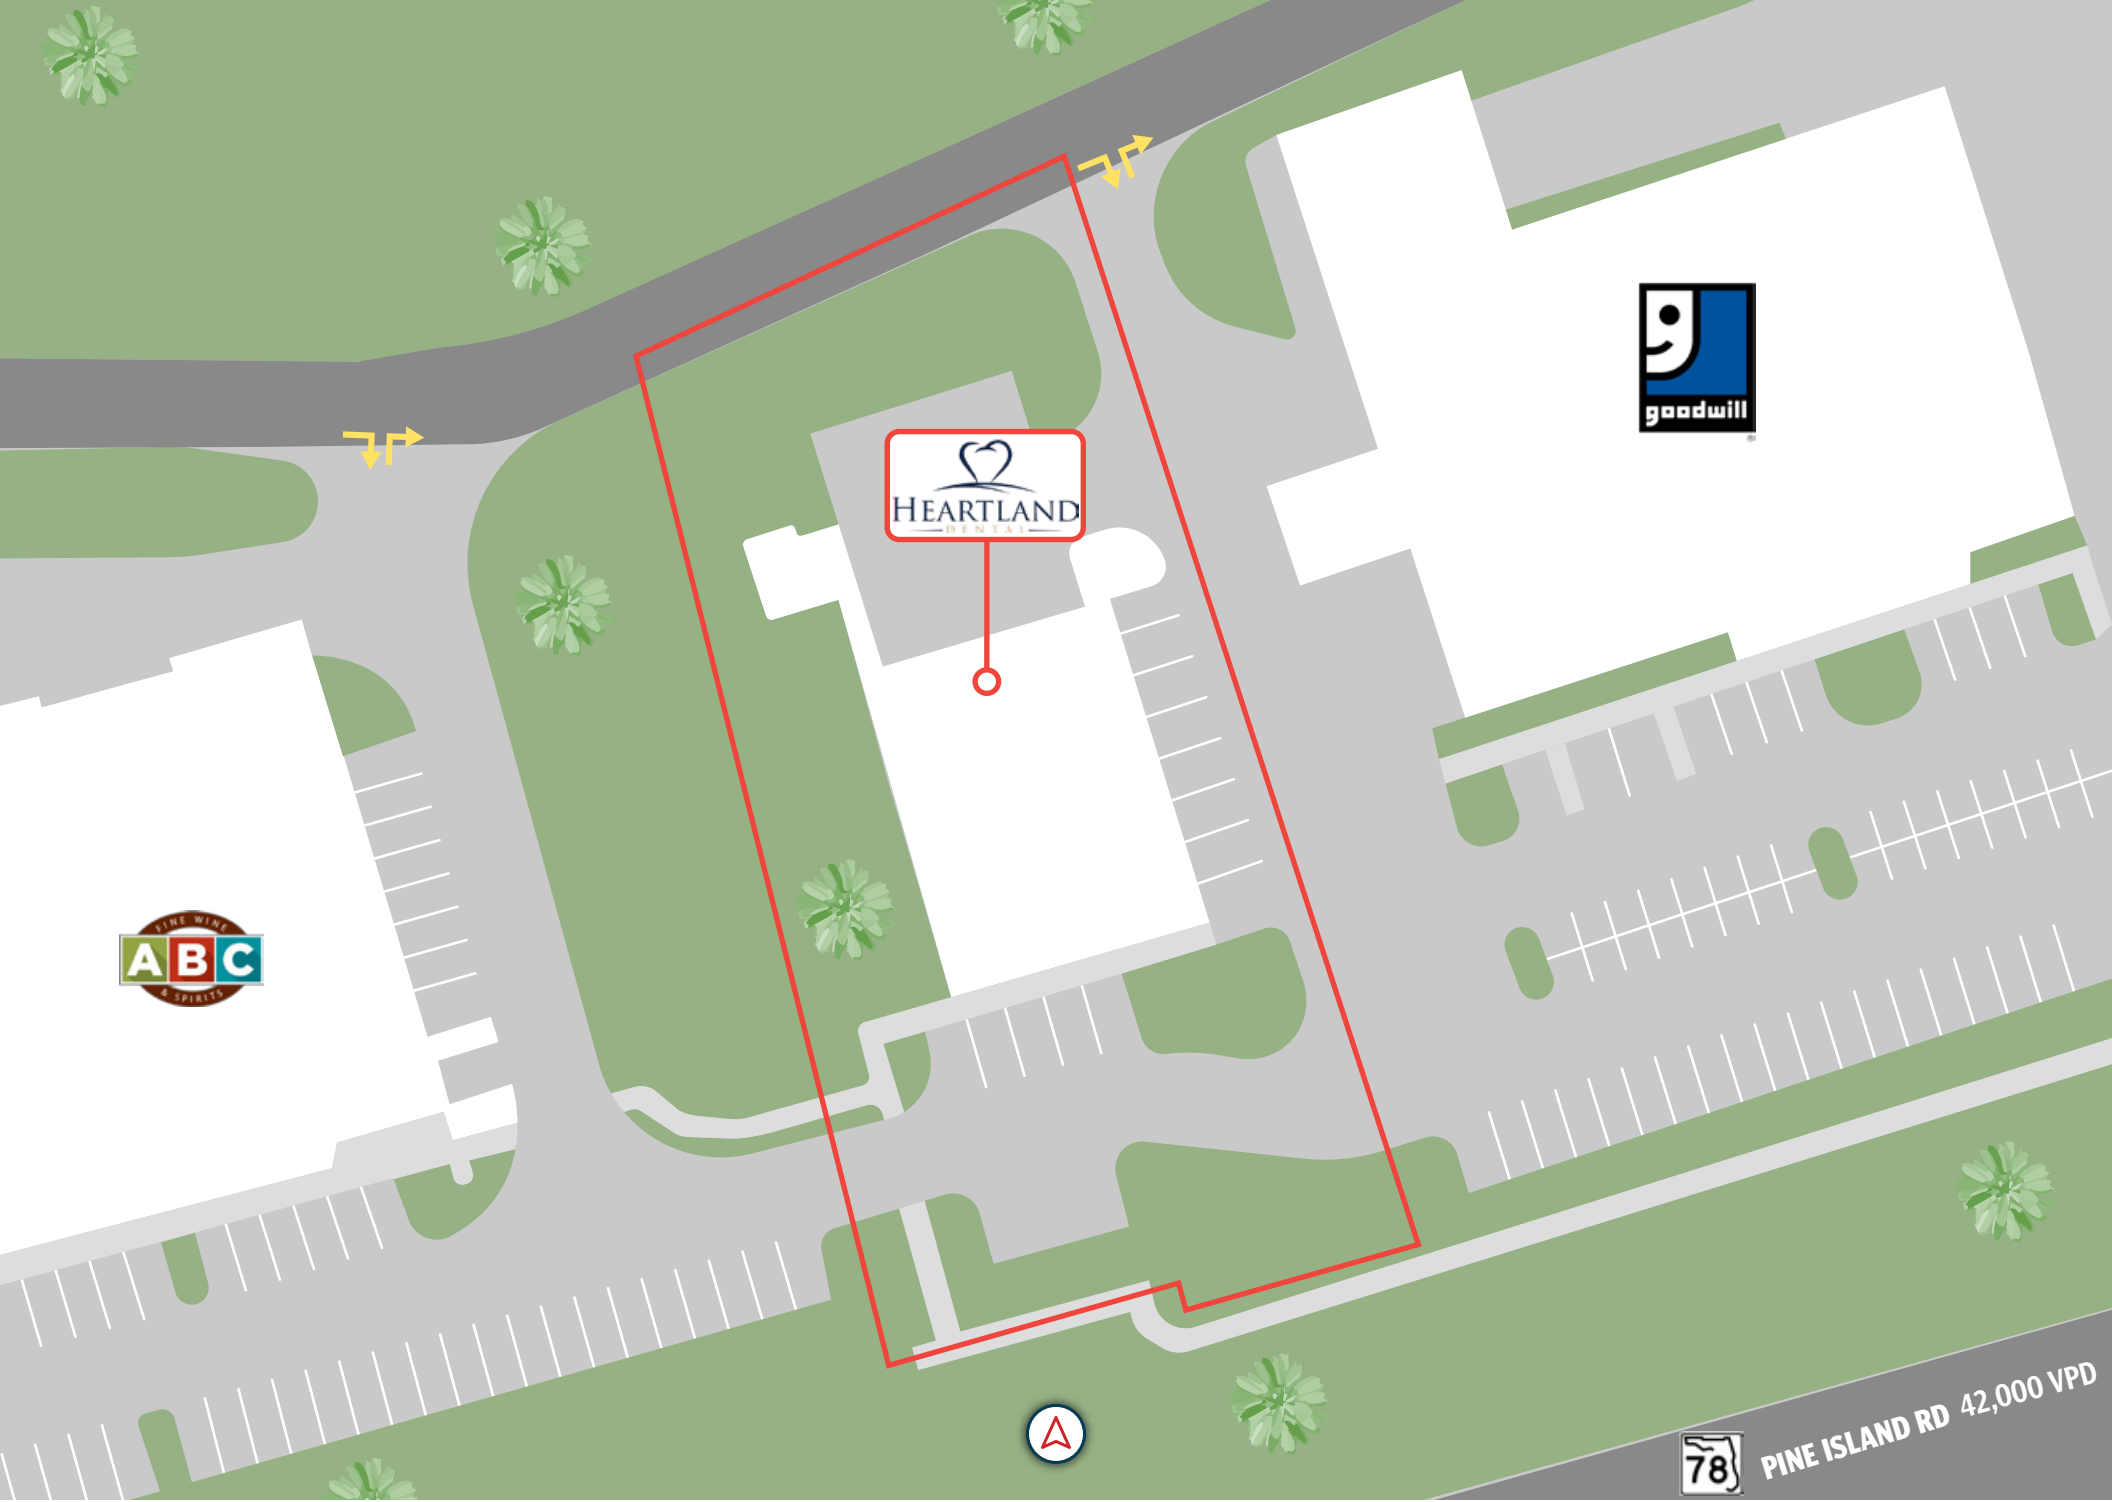 goodwill
®
HEARTLAND
DENTAL
FINE WINE
ABC
& SPIRITS
PINE ISLAND RD 42,000 VPD
78